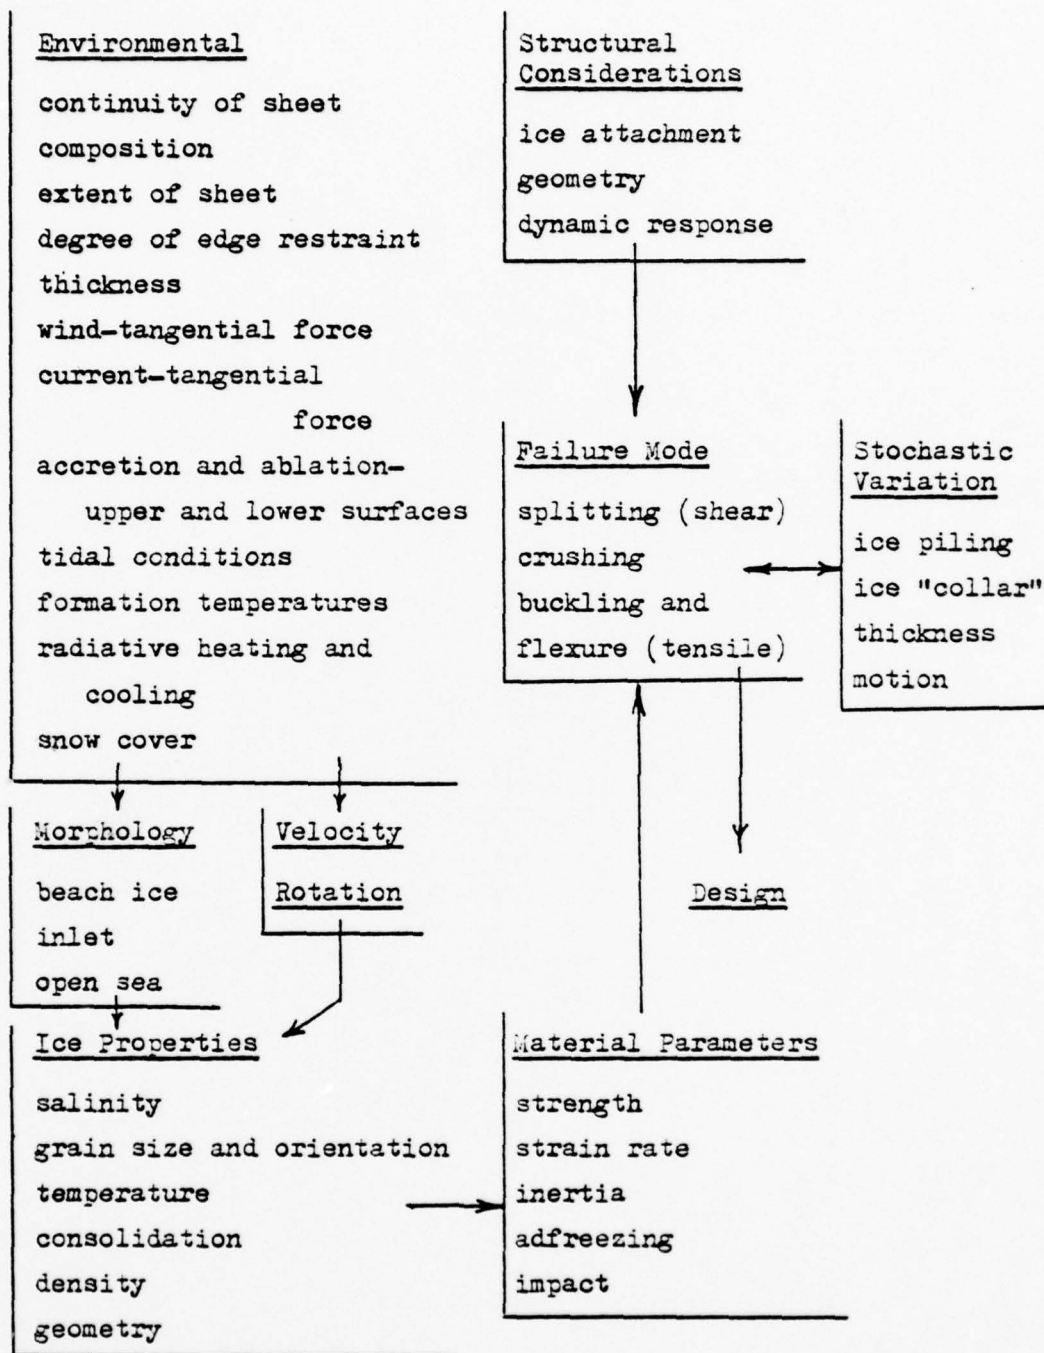 Environmental
continuity of sheet
composition
extent of sheet
degree of edge restraint
thickness
wind-tangential force
current-tangential
force
accretion and ablation-
upper and lower surfaces
tidal conditions
formation temperatures
radiative heating and
cooling
snow cover
Structural
Considerations
ice attachment
geometry
dynamic response
Failure Mode
splitting (shear)
crushing
buckling and
flexure (tensile)
Stochastic
Variation
ice piling
ice "collar"
thickness
motion
Morphology
beach ice
inlet
open sea
Velocity
Rotation
Design
Ice Properties
salinity
grain size and orientation
temperature
consolidation
density
geometry
Material Parameters
strength
strain rate
inertia
adfreezing
impact